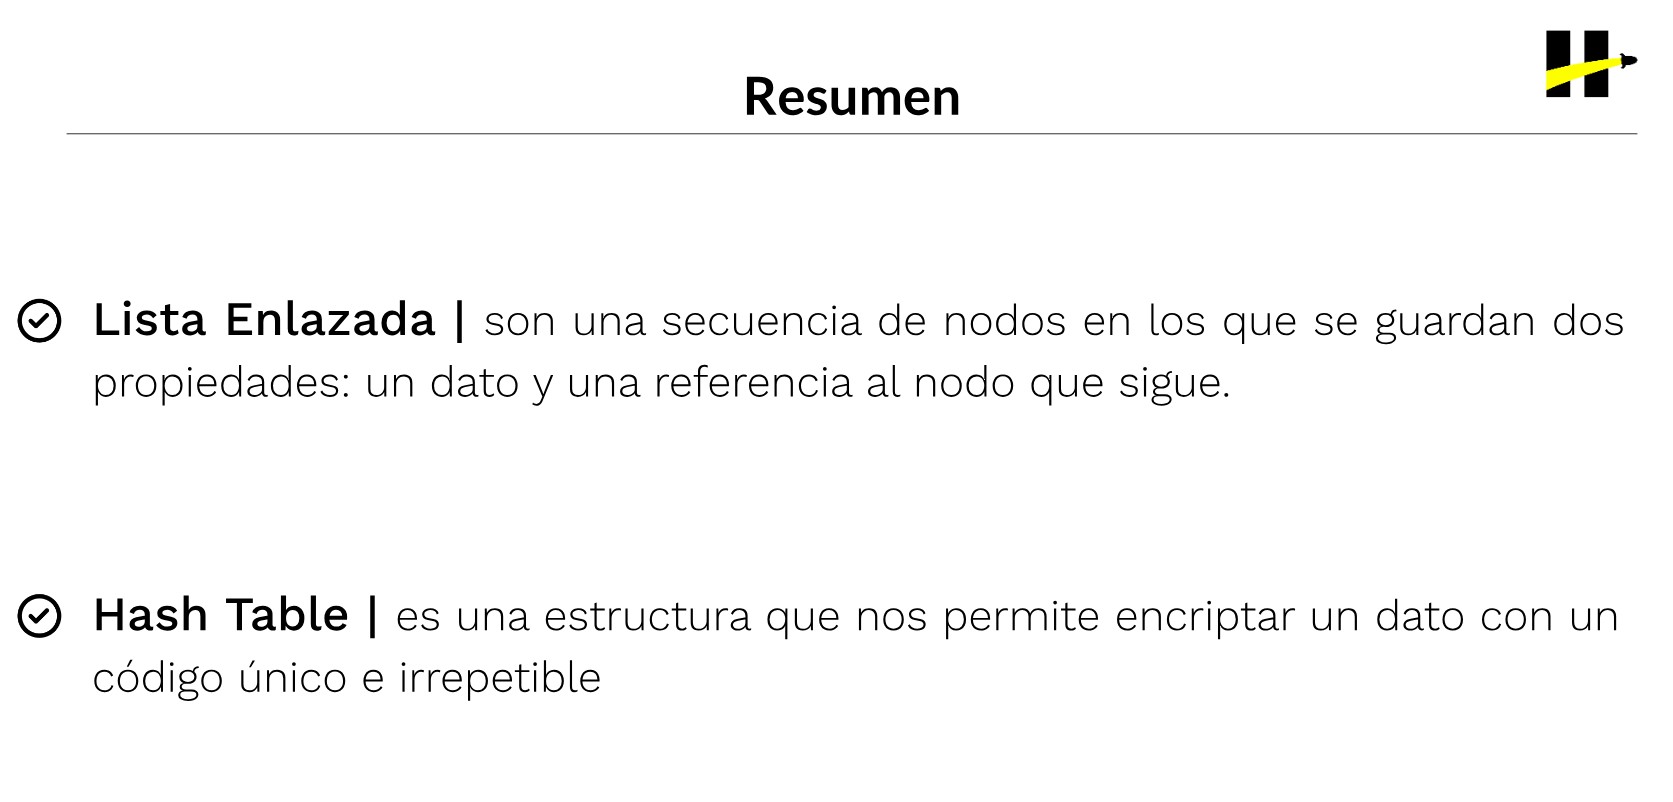 Resumen
Lista Enlazada | son una secuencia de nodos en los que se guardan dos
propiedades: un dato y una referencia al nodo que sigue.
Hash Table | es una estructura que nos permite encriptar un dato con un
código único e irrepetible